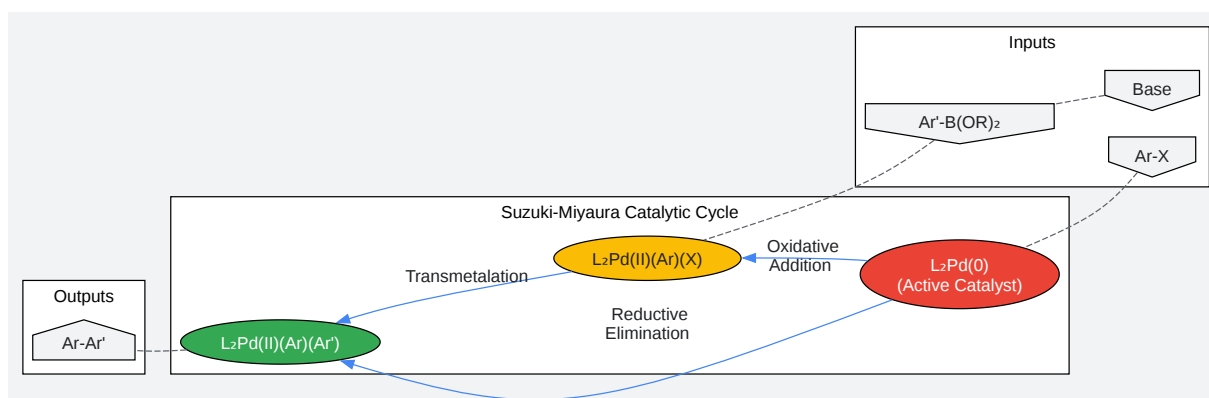 Inputs
Base
Ar'-B(OR)₂
Ar-X
Suzuki-Miyaura Catalytic Cycle
Oxidative
Addition
L₂Pd(II)(Ar)(X)
L₂Pd(0)
(Active Catalyst)
Transmetalation
Outputs
Reductive
Elimination
Ar-Ar'
L₂Pd(II)(Ar)(Ar')